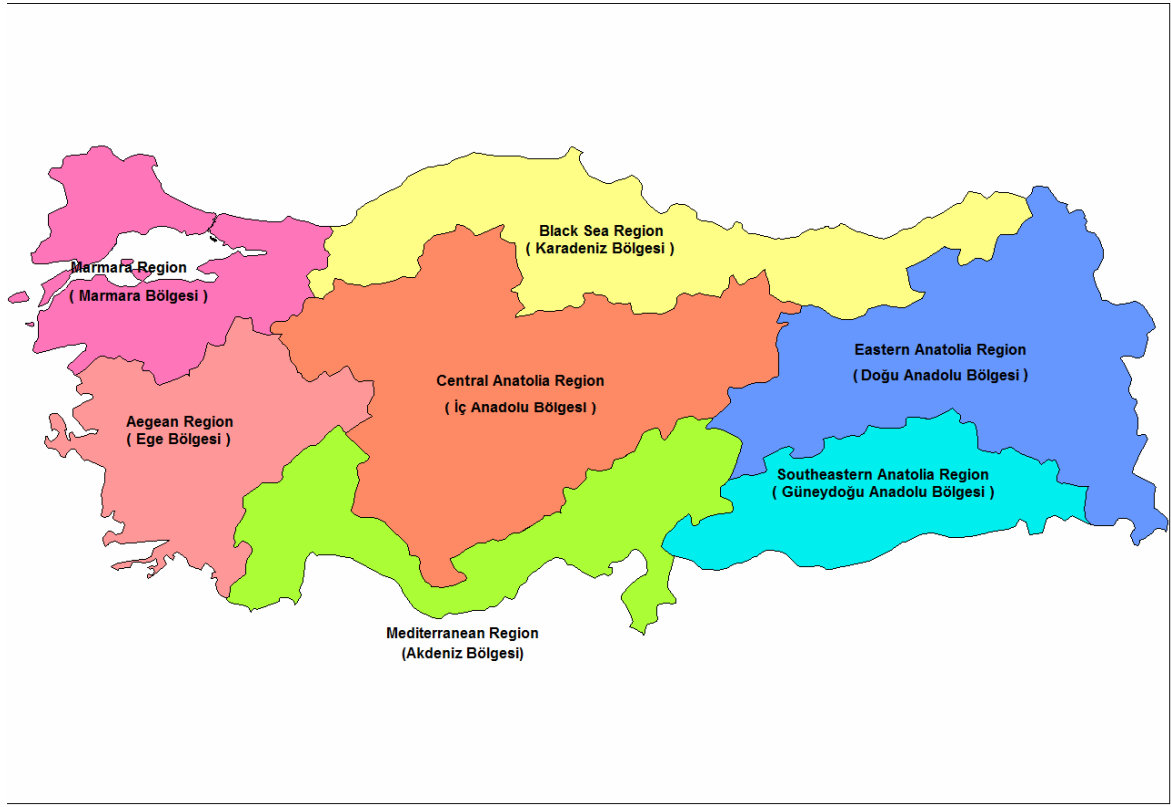 Black Sea Region
( Karadeniz Bölgesi )
Marmara Region
( Marmara Bölgesi )
Eastern Anatolia Region
( Doğu Anadolu Bölgesi )
Central Anatolia Region
( İç Anadolu Bölgesi )
Aegean Region
( Ege Bölgesi )
Southeastern Anatolia Region
( Güneydoğu Anadolu Bölgesi )
Mediterranean Region
(Akdeniz Bölgesi)